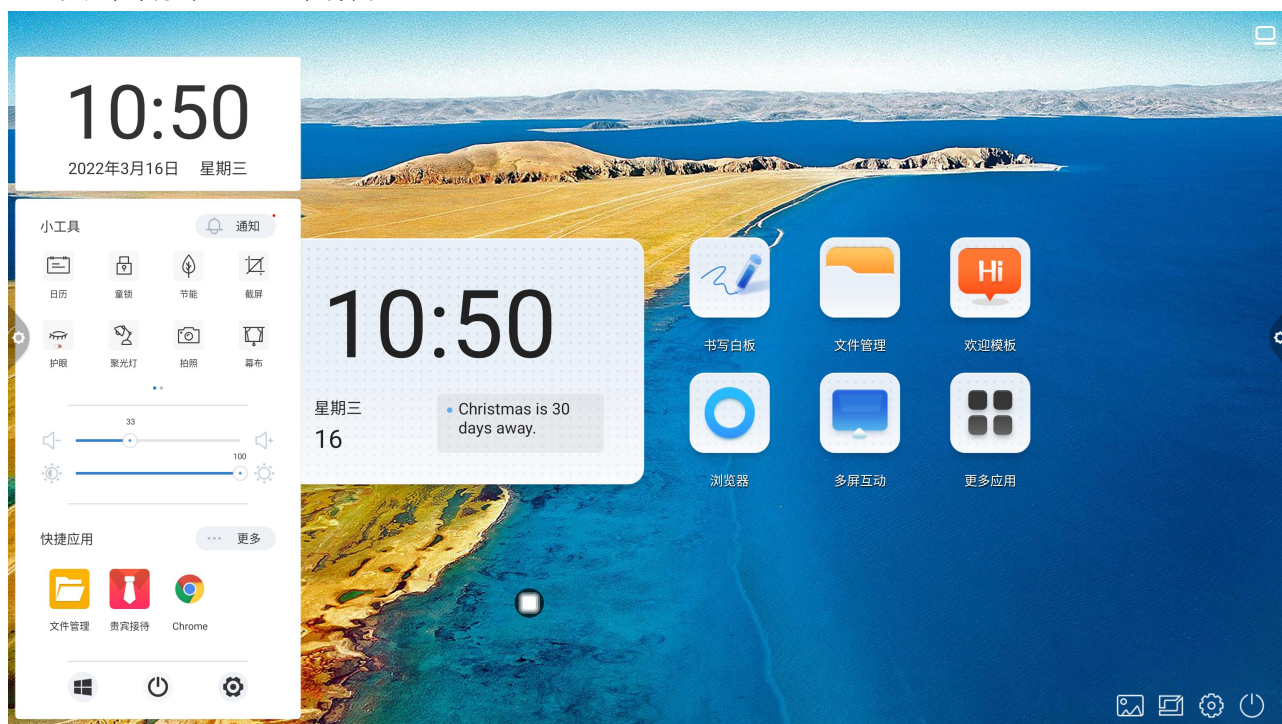 10:50
2022年3月16日 星期三
小工具
通知
日历 童锁 节能 截屏
护眼 聚光灯 拍照 幕布
33
100
快捷应用
更多
文件管理 贵宾接待 Chrome
10:50
星期三
16
Christmas is 30
days away.
书写白板 文件管理 欢迎模板
Hi
浏览器 多屏互动 更多应用